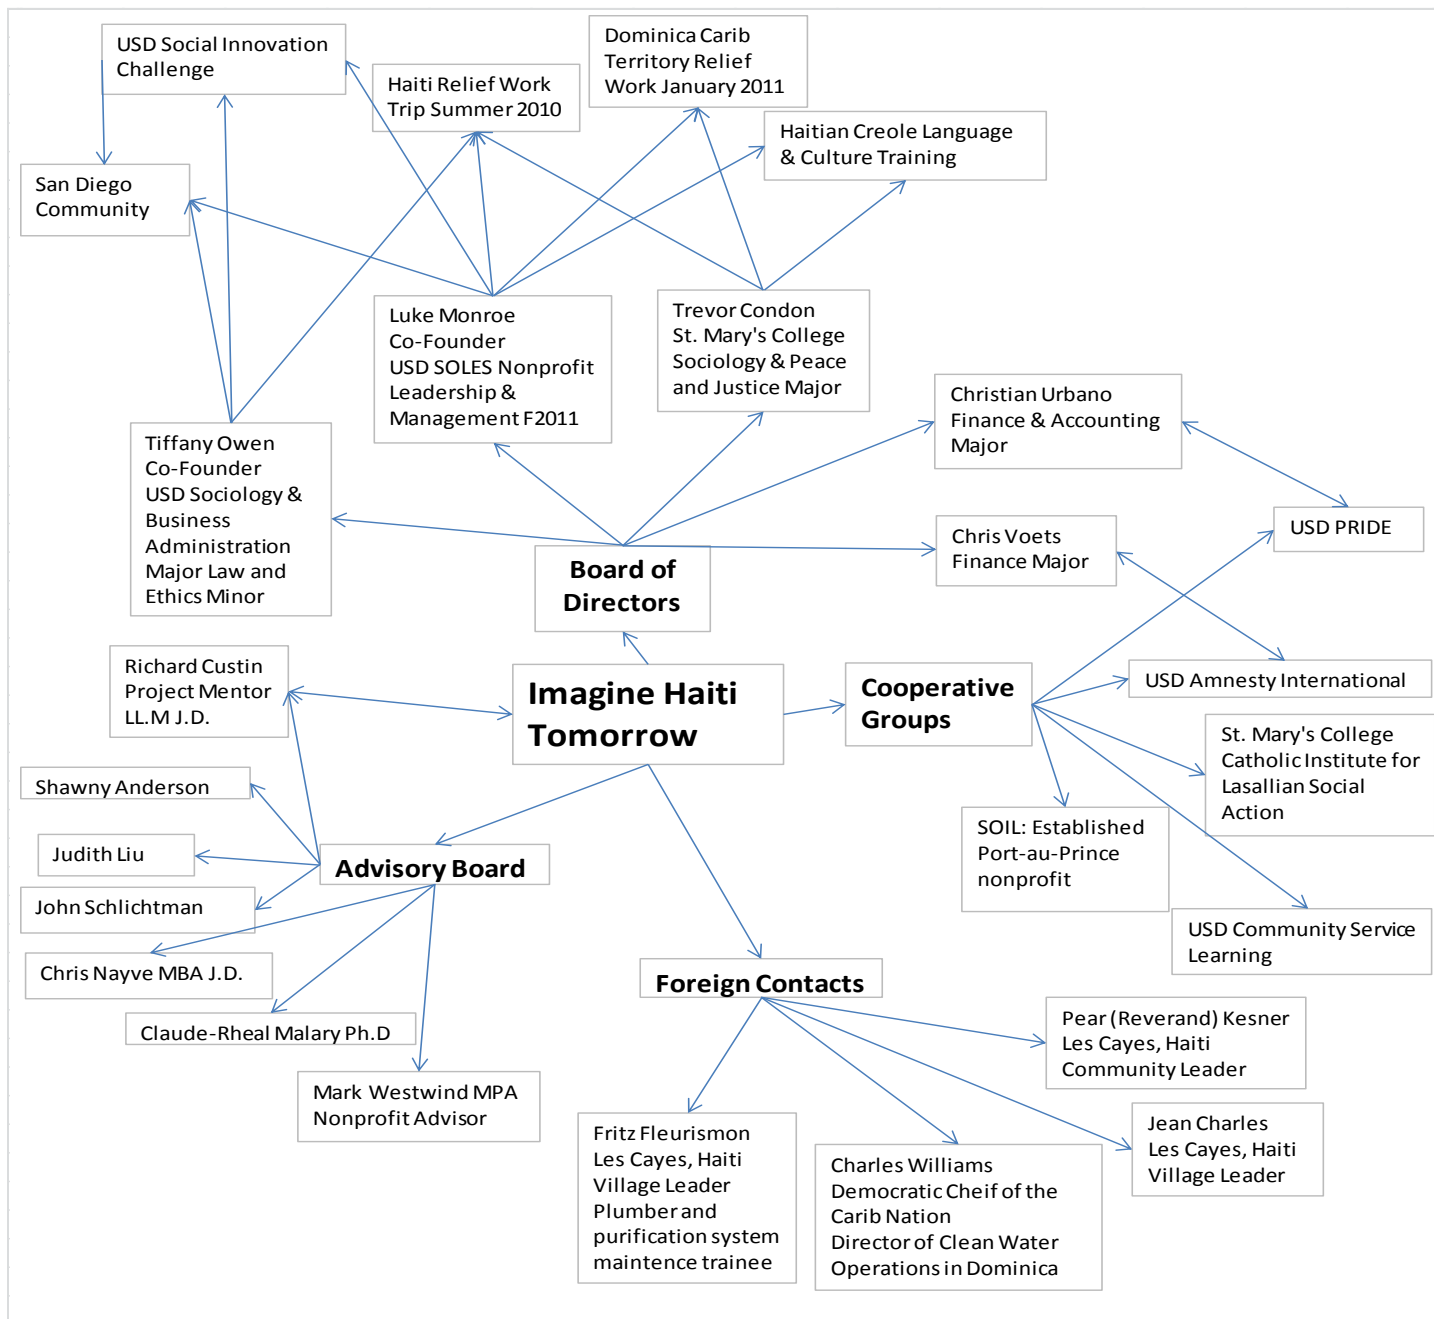 USD Social Innovation
Challenge
Haiti Relief Work
Trip Summer 2010
Dominica Carib
Territory Relief
Work January 2011
Haitian Creole Language
& Culture Training
San Diego
Community
Luke Monroe
Co-Founder
USD SOLES Nonprofit
Leadership &
Management F2011
Trevor Condon
St. Mary's College
Sociology & Peace
and Justice Major
Christian Urbano
Finance & Accounting
Major
Tiffany Owen
Co-Founder
USD Sociology &
Business
Administration
Major Law and
Ethics Minor
USD PRIDE
Chris Voets
Finance Major
Board of
Directors
Richard Custin
Project Mentor
LL.M J.D.
Imagine Haiti
Tomorrow
Cooperative
Groups
USD Amnesty International
St. Mary's College
Catholic Institute for
Lasallian Social
Action
Shawny Anderson
Judith Liu
Advisory Board
SOIL: Established
Port-au-Prince
nonprofit
John Schlichtman
USD Community Service
Learning
Chris Nayve MBA J.D.
Foreign Contacts
Claude-Rheal Malary Ph.D
Pear (Reverand) Kesner
Les Cayes, Haiti
Community Leader
Mark Westwind MPA
Nonprofit Advisor
Fritz Fleurismon
Les Cayes, Haiti
Village Leader
Plumber and
purification system
maintence trainee
Charles Williams
Democratic Cheif of the
Carib Nation
Director of Clean Water
Operations in Dominica
Jean Charles
Les Cayes, Haiti
Village Leader